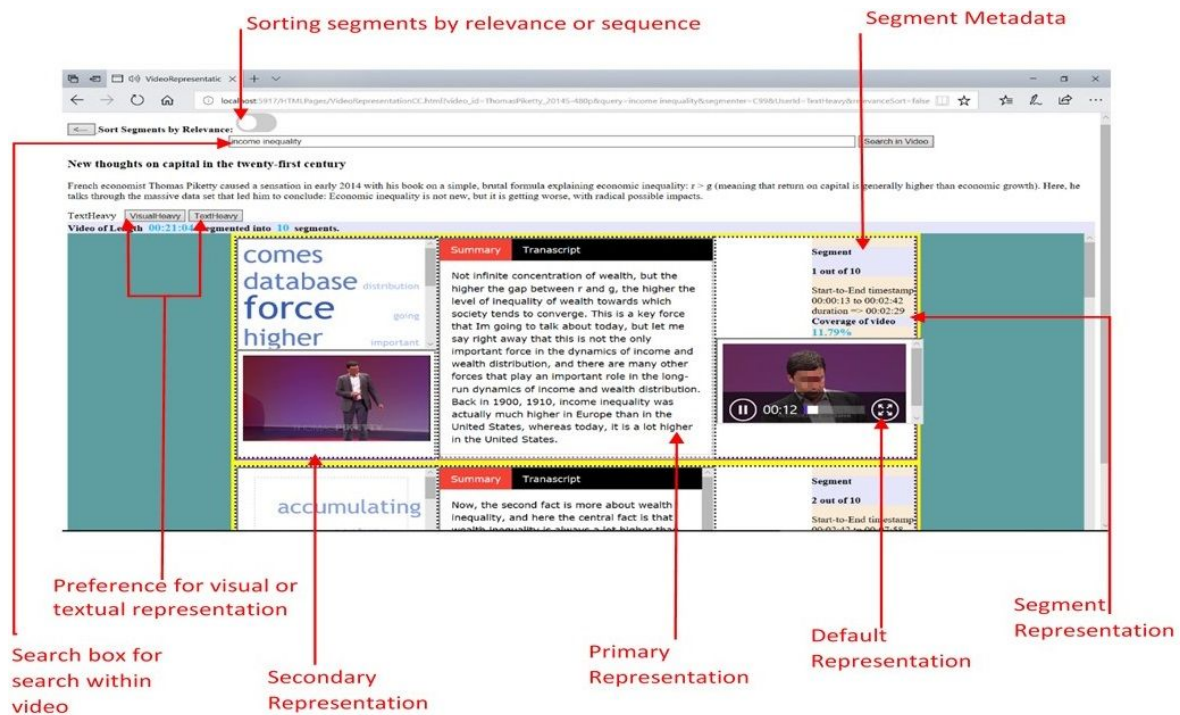 Sorting segments by relevance or sequence
Segment Metadata
VideoRepresentatic
localhost:5917/HTMLPages/VideoRepresentationCC.html?video_id=ThomasPiketty_2014S-480p&query=income inequality&segmenter=C99&UserId=TextHeavy&relevanceSort=false
<--- Sort Segments by Relevance:
income inequality
Search in Video
New thoughts on capital in the twenty-first century
French economist Thomas Piketty caused a sensation in early 2014 with his book on a simple, brutal formula explaining economic inequality: r > g (meaning that return on capital is generally higher than economic growth). Here, he
talks through the massive data set that led him to conclude: Economic inequality is not new, but it is getting worse, with radical possible impacts.
TextHeavy VisualHeavy TextHeavy
Video of Length 00:21:04 segmented into 10 segments.
comes
database distribution
force going
higher important
Summary Transcript
Not infinite concentration of wealth, but the
higher the gap between r and g, the higher the
level of inequality of wealth towards which
society tends to converge. This is a key force
that Im going to talk about today, but let me
say right away that this is not the only
important force in the dynamics of income and
wealth distribution, and there are many other
forces that play an important role in the long-
run dynamics of income and wealth distribution.
Back in 1900, 1910, income inequality was
actually much higher in Europe than in the
United States, whereas today, it is a lot higher
in the United States.
Segment
1 out of 10
Start-to-End timestamp
00:00:13 to 00:02:42
duration => 00:02:29
Coverage of video
11.79%
00:12
accumulating
Summary Transcript
Now, the second fact is more about wealth
inequality, and here the central fact is that
wealth inequality is always a lot higher than
Segment
2 out of 10
Start-to-End timestamp
00:02:42 to 00:07:58
Preference for visual or
textual representation
Search box for
search within
video
Secondary
Representation
Primary
Representation
Default
Representation
Segment
Representation